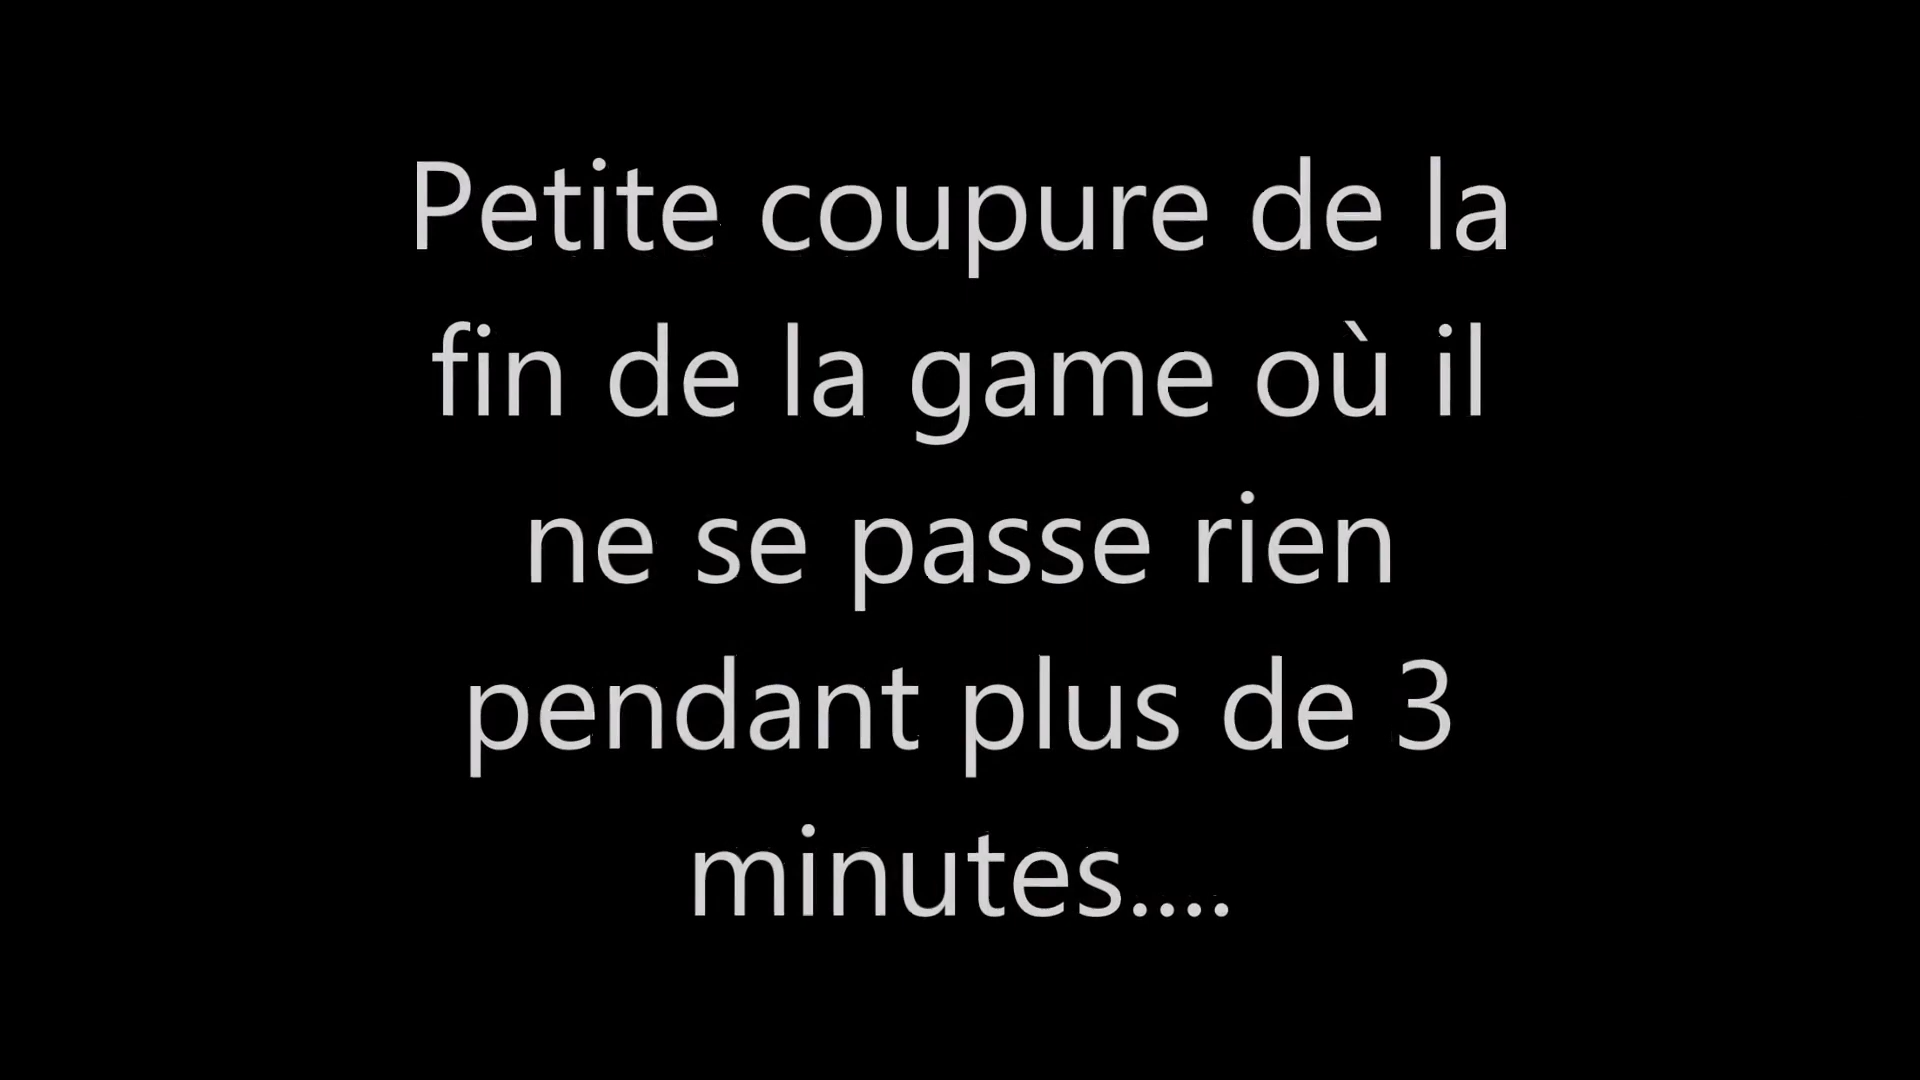 Petite coupure de la
fin de la game où il
ne se passe rien
pendant plus de 3
minutes....